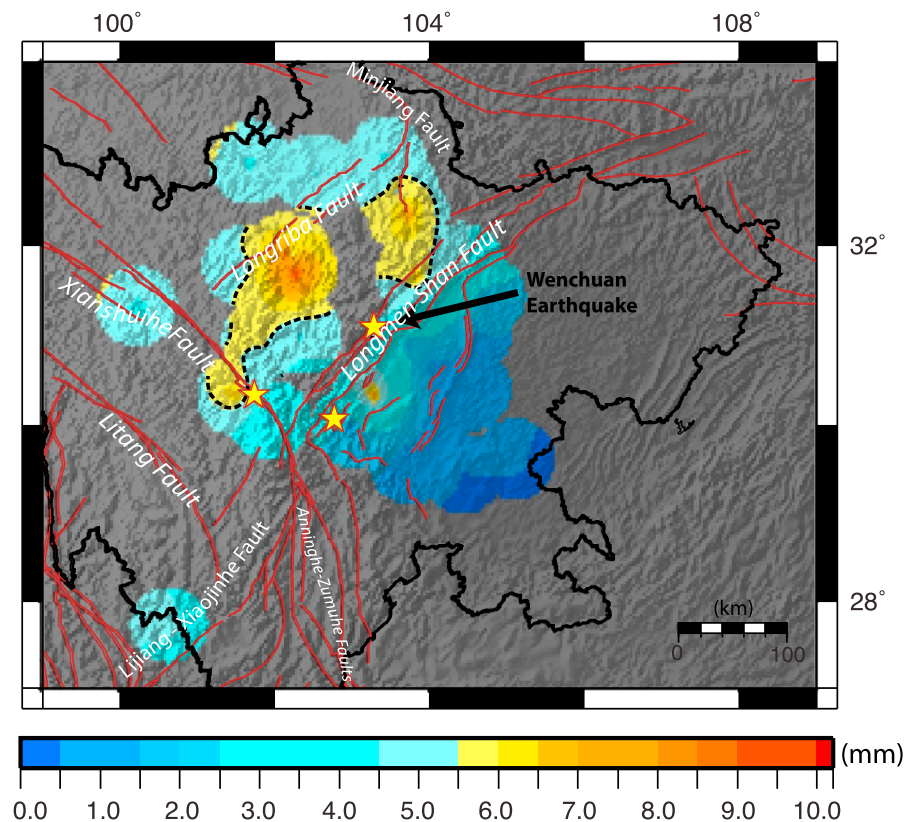 100° 104° 108°
Minjiang Fault
Longriba Fault
32°
Longmen Shan Fault
Wenchuan
Earthquake
Xianshuihe Fault
Litang Fault
Anninghe-Zumuhe Faults
Lijiang - Xiaojinhe Fault
28°
(km)
0 100
(mm)
0.0 1.0 2.0 3.0 4.0 5.0 6.0 7.0 8.0 9.0 10.0